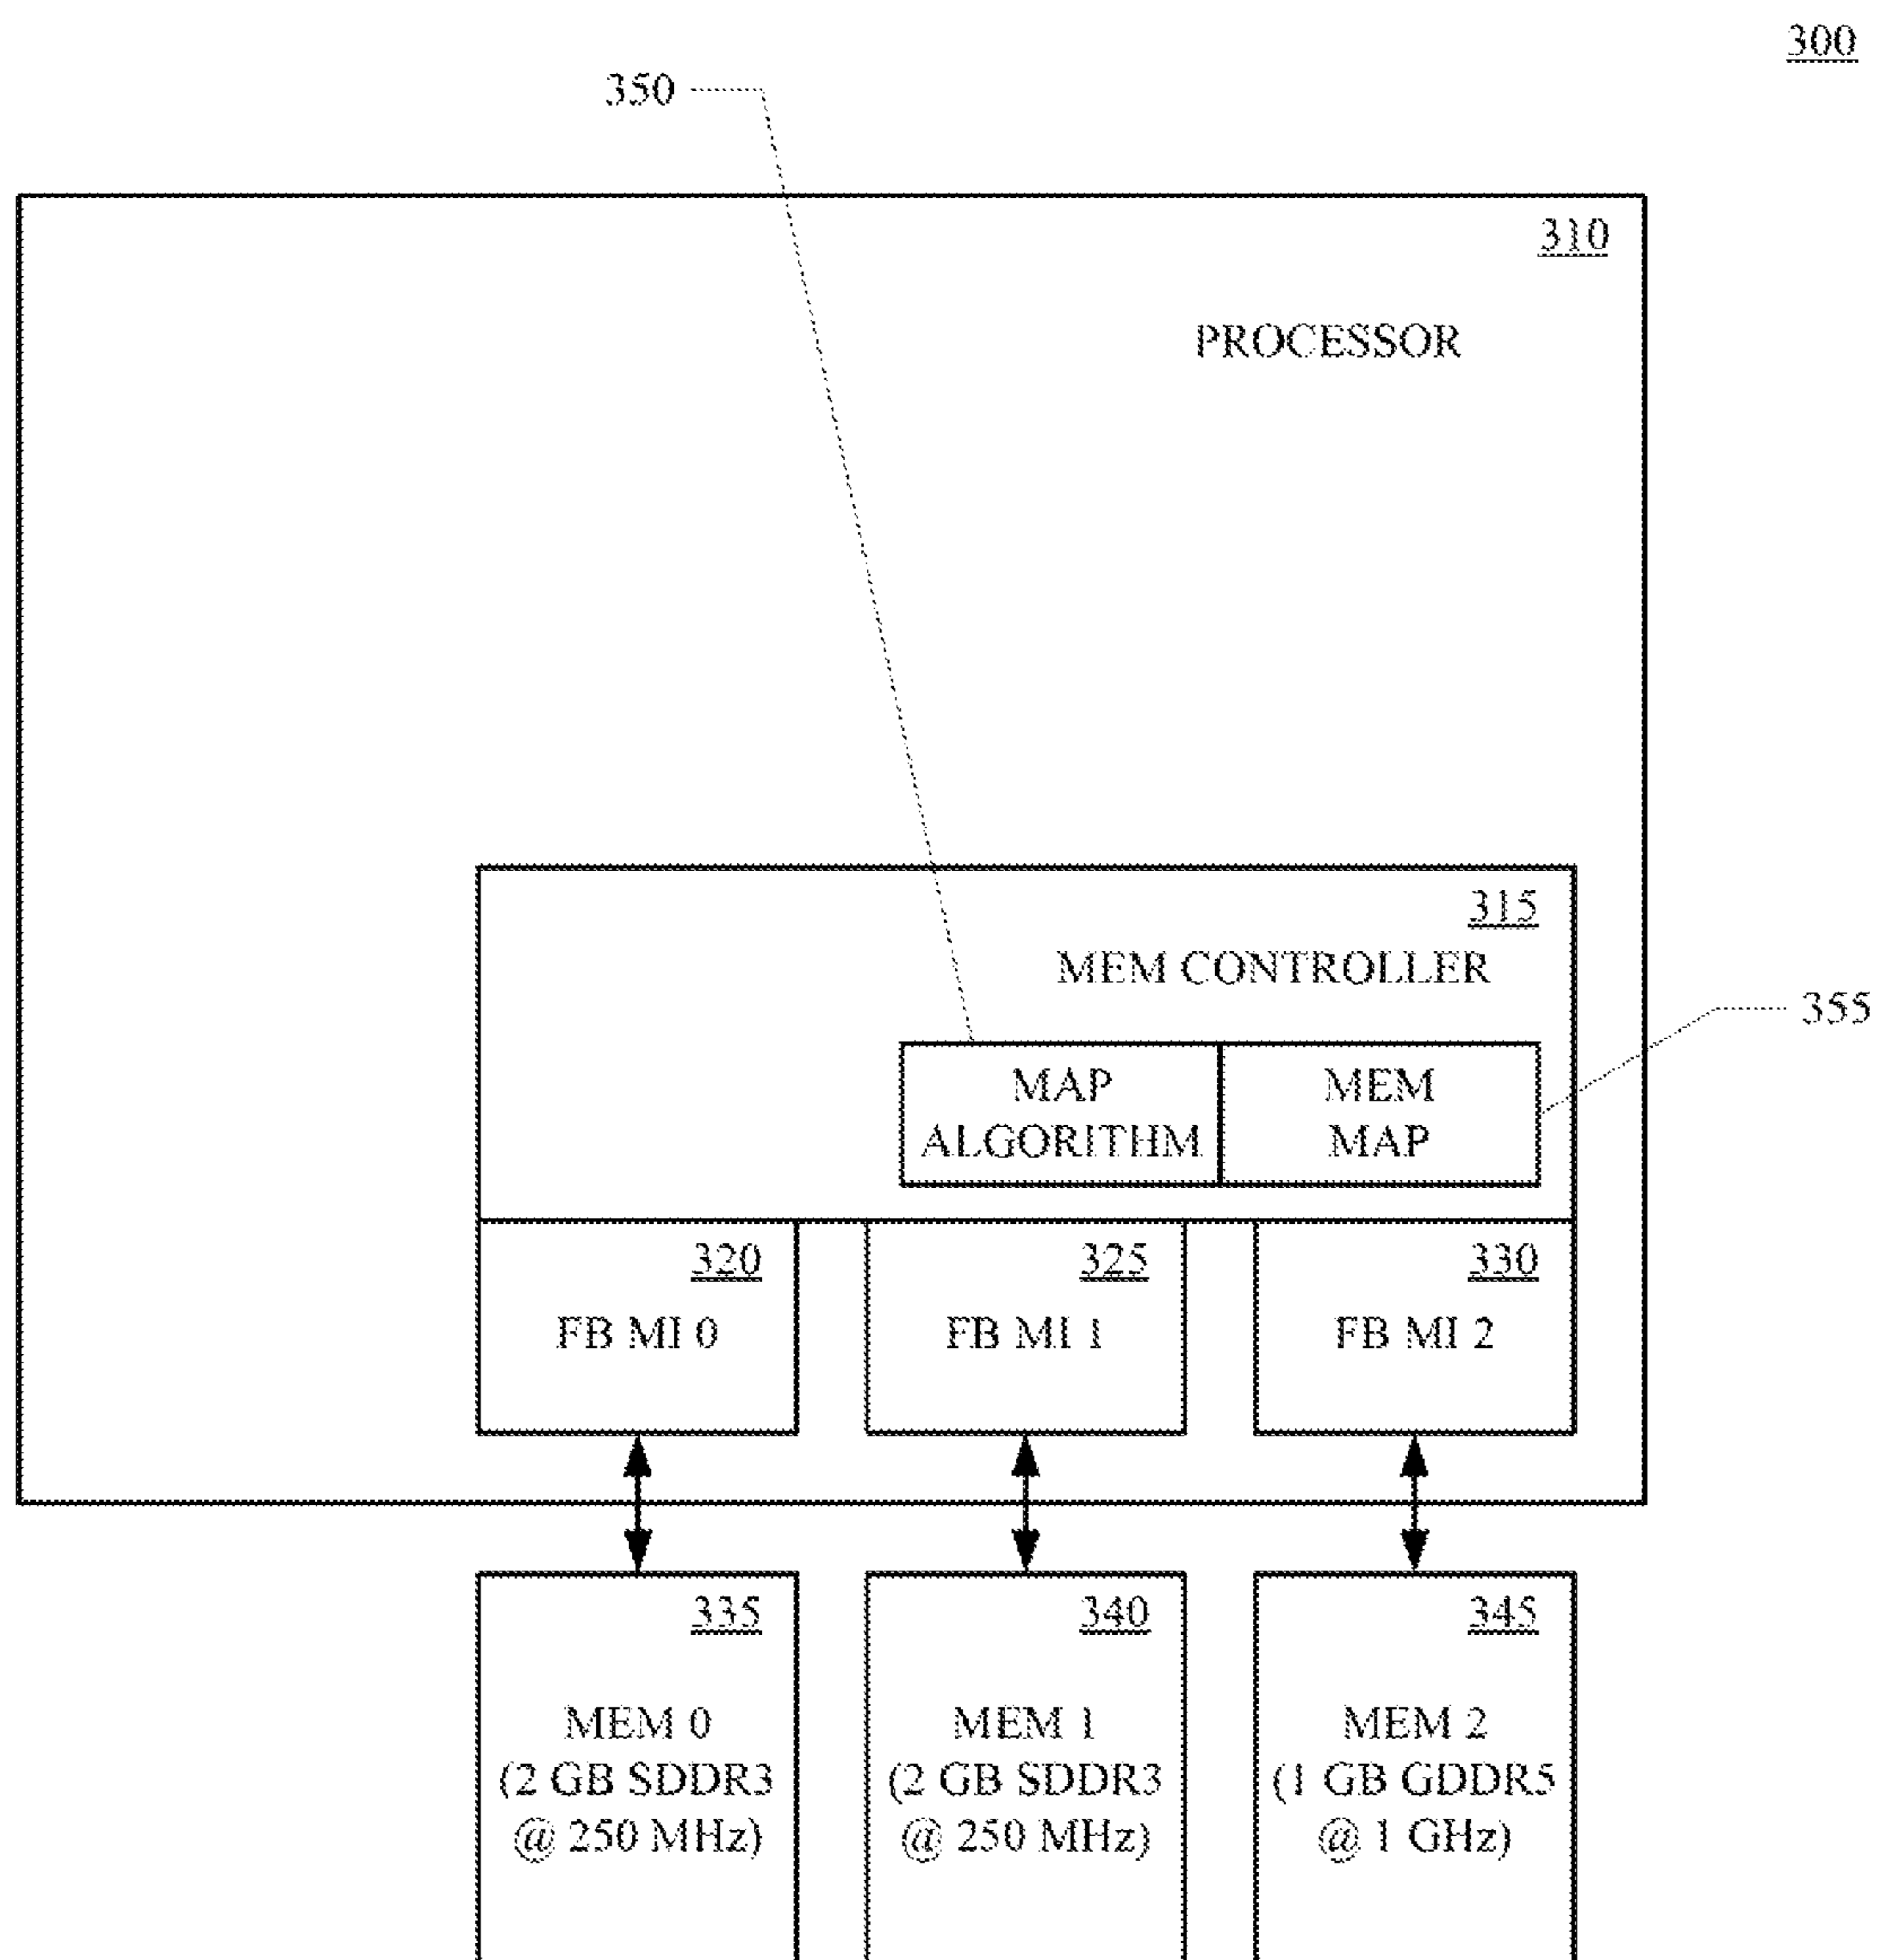 300
350
310
PROCESSOR
315
MEM CONTROLLER
355
MAP
ALGORITHM
MEM
MAP
320
FB MI 0
325
FB MI 1
330
FB MI 2
335
MEM 0
(2 GB SDDR3
@ 250 MHz)
340
MEM 1
(2 GB SDDR3
@ 250 MHz)
345
MEM 2
(1 GB GDDR5
@ 1 GHz)